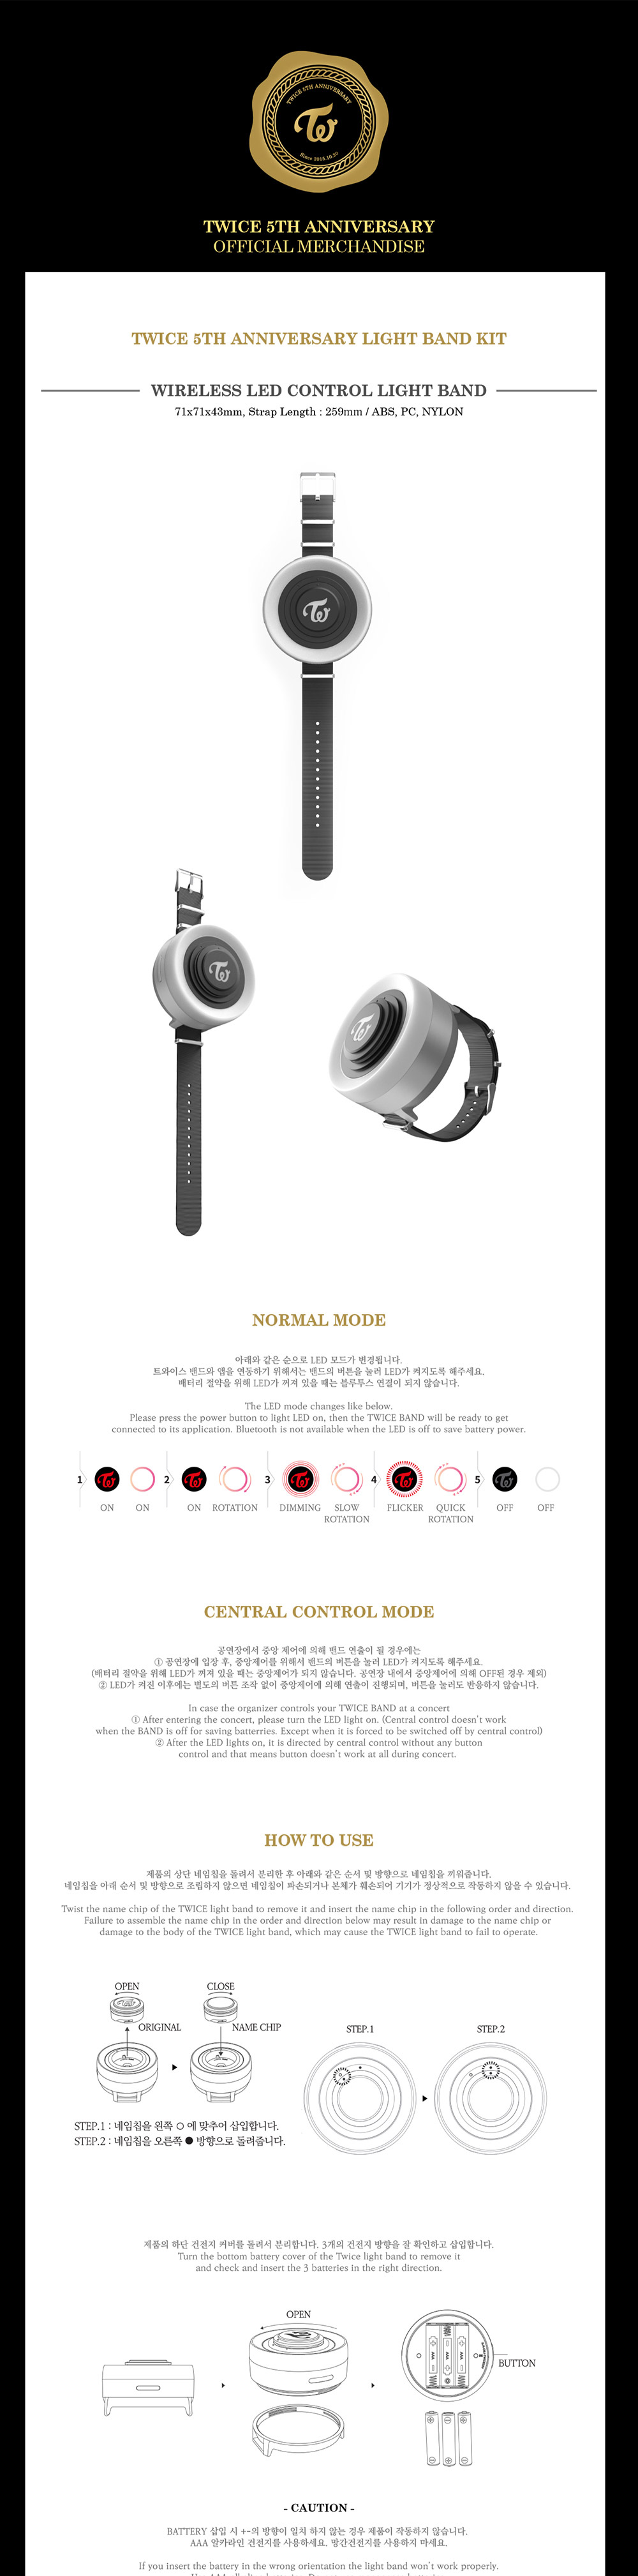 TWICE 5TH ANNIVERSARY
Tw
Since 2015.10.20
TWICE 5TH ANNIVERSARY
OFFICIAL MERCHANDISE
TWICE 5TH ANNIVERSARY LIGHT BAND KIT
WIRELESS LED CONTROL LIGHT BAND
71x71x43mm, Strap Length : 259mm / ABS, PC, NYLON
NORMAL MODE
아래와 같은 순으로 LED 모드가 변경됩니다.
트와이스 밴드와 앱을 연동하기 위해서는 밴드의 버튼을 눌러 LED가 켜지도록 해주세요.
배터리 절약을 위해 LED가 꺼져 있을 때는 블루투스 연결이 되지 않습니다.
The LED mode changes like below.
Please press the power button to light LED on, then the TWICE BAND will be ready to get
connected to its application. Bluetooth is not available when the LED is off to save battery power.
1 2 3 4 5
ON ON ON ROTATION DIMMING SLOW ROTATION FLICKER QUICK ROTATION OFF OFF
CENTRAL CONTROL MODE
공연장에서 중앙 제어에 의해 밴드 연출이 될 경우에는
① 공연장에 입장 후, 중앙제어를 위해서 밴드의 버튼을 눌러 LED가 켜지도록 해주세요.
(배터리 절약을 위해 LED가 꺼져 있을 때는 중앙제어가 되지 않습니다. 공연장 내에서 중앙제어에 의해 OFF된 경우 제외)
② LED가 켜진 이후에는 별도의 버튼 조작 없이 중앙제어에 의해 연출이 진행되며, 버튼을 눌러도 반응하지 않습니다.
In case the organizer controls your TWICE BAND at a concert
① After entering the concert, please turn the LED light on. (Central control doesn't work
when the BAND is off for saving batteries. Except when it is forced to be switched off by central control)
② After the LED lights on, it is directed by central control without any button
control and that means button doesn't work at all during concert.
HOW TO USE
제품의 상단 네임칩을 돌려서 분리한 후 아래와 같은 순서 및 방향으로 네임칩을 끼워줍니다.
네임칩을 아래 순서 및 방향으로 조립하지 않으면 네임칩이 파손되거나 본체가 훼손되어 기기가 정상적으로 작동하지 않을 수 있습니다.
Twist the name chip of the TWICE light band to remove it and insert the name chip in the following order and direction.
Failure to assemble the name chip in the order and direction below may result in damage to the name chip or
damage to the body of the TWICE light band, which may cause the TWICE light band to fail to operate.
OPEN CLOSE
ORIGINAL NAME CHIP
STEP.1 STEP.2
STEP.1 : 네임칩을 왼쪽 ○ 에 맞추어 삽입합니다.
STEP.2 : 네임칩을 오른쪽 ● 방향으로 돌려줍니다.
제품의 하단 건전지 커버를 돌려서 분리합니다. 3개의 건전지 방향을 잘 확인하고 삽입합니다.
Turn the bottom battery cover of the Twice light band to remove it
and check and insert the 3 batteries in the right direction.
OPEN
BUTTON
- CAUTION -
BATTERY 삽입 시 +-의 방향이 일치 하지 않는 경우 제품이 작동하지 않습니다.
AAA 알카라인 건전지를 사용하세요. 망간건전지를 사용하지 마세요.
If you insert the battery in the wrong orientation the light band won't work properly.